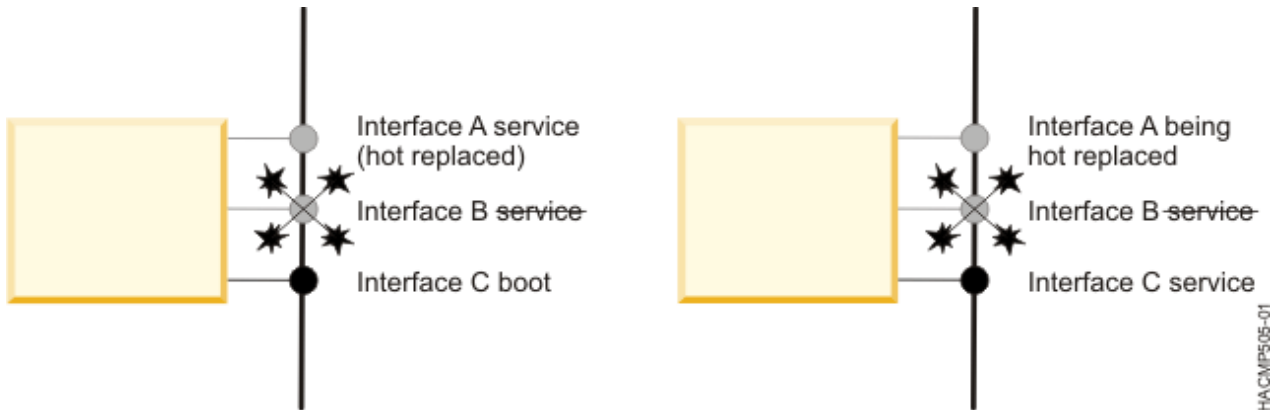 Interface A service
(hot replaced)
Interface B service
Interface C boot
Interface A being
hot replaced
Interface B service
Interface C service
HACMP505-01